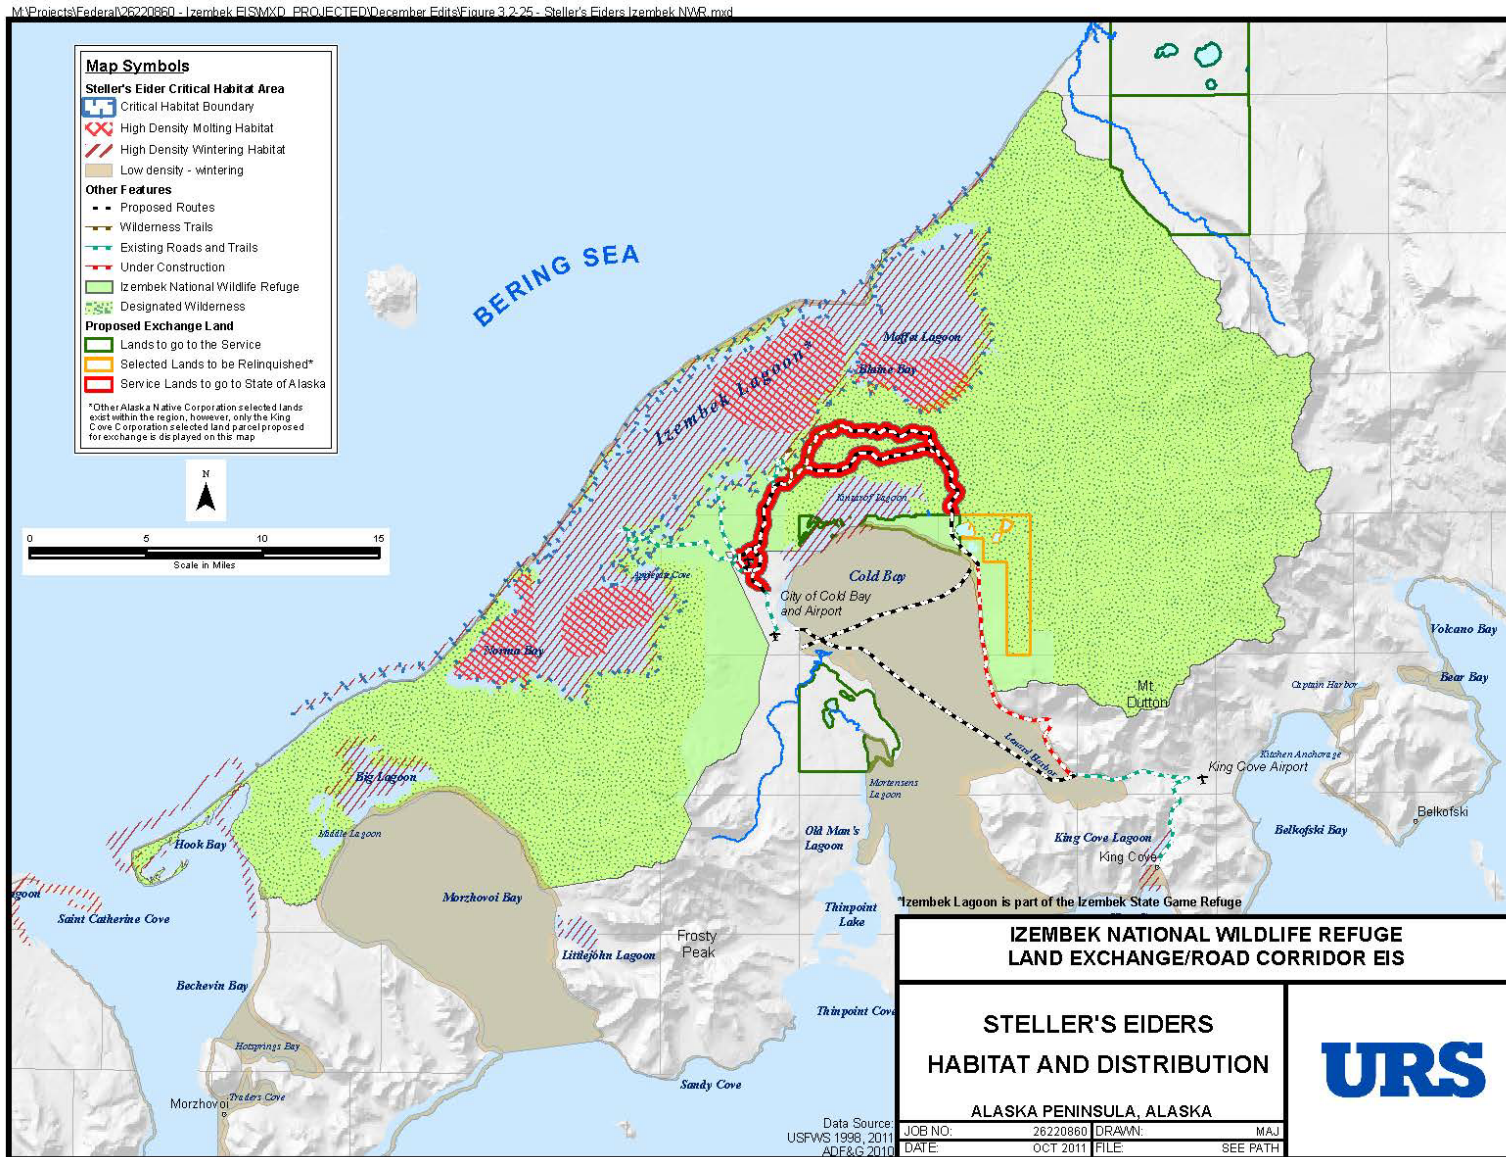 M:\Projects\Federal\26220860 - Izembek EIS\MXD_PROJECTED\December Edits\Figure 3.2-25 - Steller's Eiders Izembek NWR.mxd
Map Symbols
Steller's Eider Critical Habitat Area
Critical Habitat Boundary
High Density Molting Habitat
High Density Wintering Habitat
Low density - wintering
Other Features
Proposed Routes
Wilderness Trails
Existing Roads and Trails
Under Construction
Izembek National Wildlife Refuge
Designated Wilderness
Proposed Exchange Land
Lands to go to the Service
Selected Lands to be Relinquished*
Service Lands to go to State of Alaska
*Other Alaska Native Corporation selected lands
exist within the region, however, only the King
Cove Corporation selected land parcel proposed
for exchange is displayed on this map
N
0 5 10 15
Scale in Miles
BERING SEA
Izembek Lagoon*
Moffet Lagoon
Blaine Bay
Kinzarof Lagoon
Applegate Cove
Cold Bay
City of Cold Bay
and Airport
Norma Bay
Volcano Bay
Bear Bay
Captain Harbor
Mt.
Dutton
Kitchen Anchorage
Lenard Harbor
King Cove Airport
Big Lagoon
Mortensens
Lagoon
Belkofski
Belkofski Bay
Middle Lagoon
Hook Bay
Old Man's
Lagoon
King Cove Lagoon
King Cove
goon
Saint Catherine Cove
Morzhovoi Bay
Thinpoint
Lake
*Izembek Lagoon is part of the Izembek State Game Refuge
Frosty
Peak
Littlejohn Lagoon
Bechevin Bay
Thinpoint Cove
Hotsprings Bay
Sandy Cove
Traders Cove
Morzhovoi
Data Source:
USFWS 1998, 2011
ADF&G 2010
IZEMBEK NATIONAL WILDLIFE REFUGE
LAND EXCHANGE/ROAD CORRIDOR EIS
STELLER'S EIDERS
HABITAT AND DISTRIBUTION
ALASKA PENINSULA, ALASKA
JOB NO: 26220860 DRAWN: MAJ
DATE: OCT 2011 FILE: SEE PATH
URS